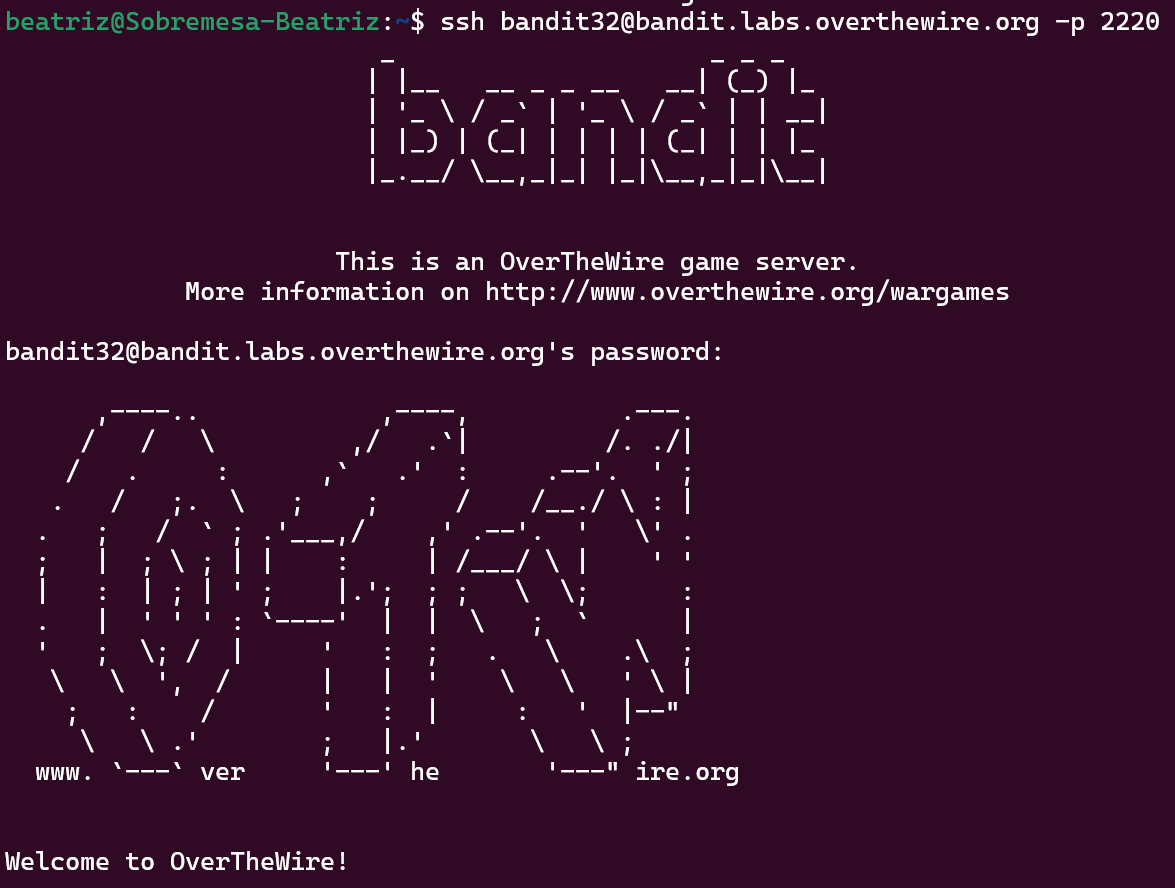 beatriz@Sobremesa-Beatriz:~$ ssh bandit32@bandit.labs.overthewire.org -p 2220
bandit
This is an OverTheWire game server.
More information on http://www.overthewire.org/wargames
bandit32@bandit.labs.overthewire.org's password:
www. ver he ire.org
Welcome to OverTheWire!